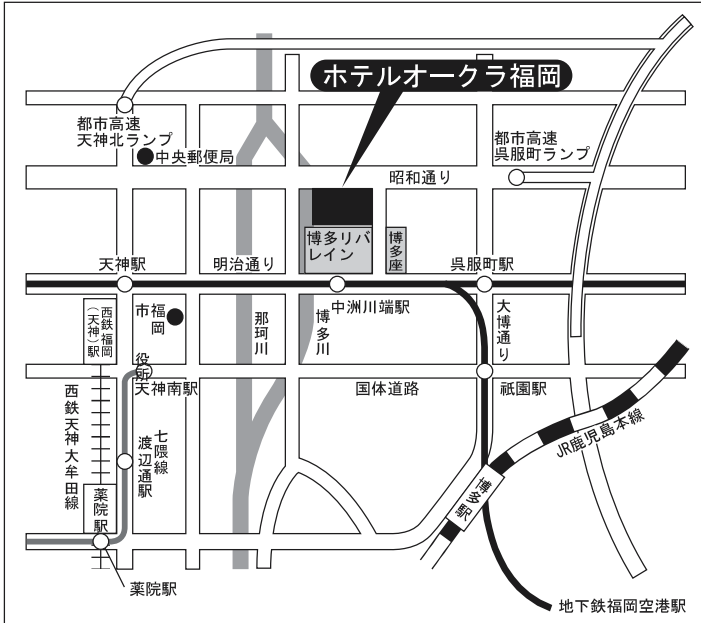 ホテルオークラ福岡
都市高速
天神北ランプ
中央郵便局
都市高速
呉服町ランプ
昭和通り
博多リバ
レイン
博多座
天神駅
明治通り
呉服町駅
中洲川端駅
西鉄福岡
（天神）駅
福岡
市
役所
那珂川
博多川
大博通り
天神南駅
国体道路
祇園駅
西鉄天神大牟田線
七隈線
渡辺通駅
JR鹿児島本線
博多駅
薬院駅
薬院駅
地下鉄福岡空港駅